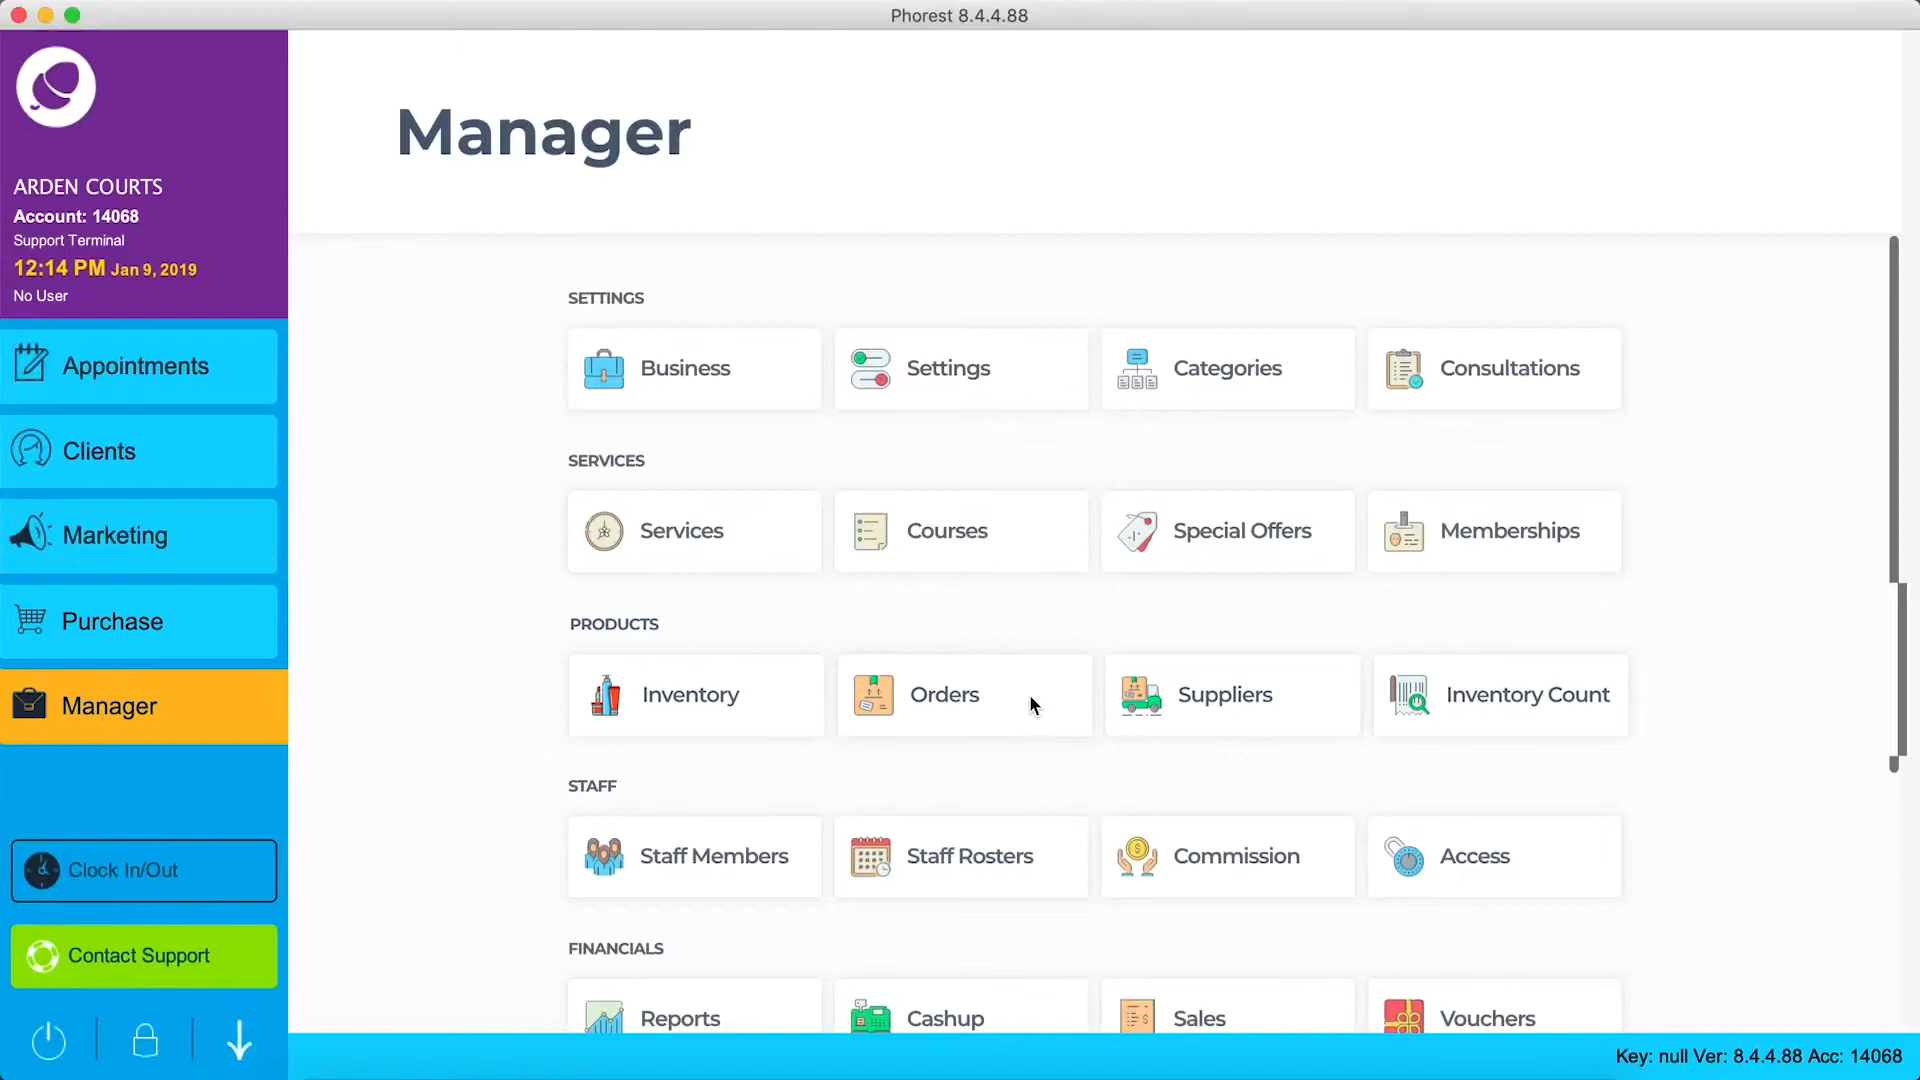 Phorest 8.4.4.88
ARDEN COURTS
Account: 14068
Support Terminal
12:14 PM Jan 9, 2019
No User
Appointments
Clients
Marketing
Purchase
Manager
Clock In/Out
Contact Support
Manager
SETTINGS
Business
Settings
Categories
Consultations
SERVICES
Services
Courses
Special Offers
Memberships
PRODUCTS
Inventory
Orders
Suppliers
Inventory Count
STAFF
Staff Members
Staff Rosters
Commission
Access
FINANCIALS
Reports
Cashup
Sales
Vouchers
Key: null Ver: 8.4.4.88 Acc: 14068